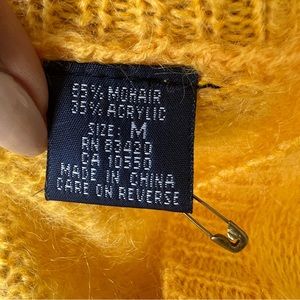 65% MOHAIR
35% ACRYLIC
SIZE: M
RN 83420
CA 10550
MADE IN CHINA
CARE ON REVERSE